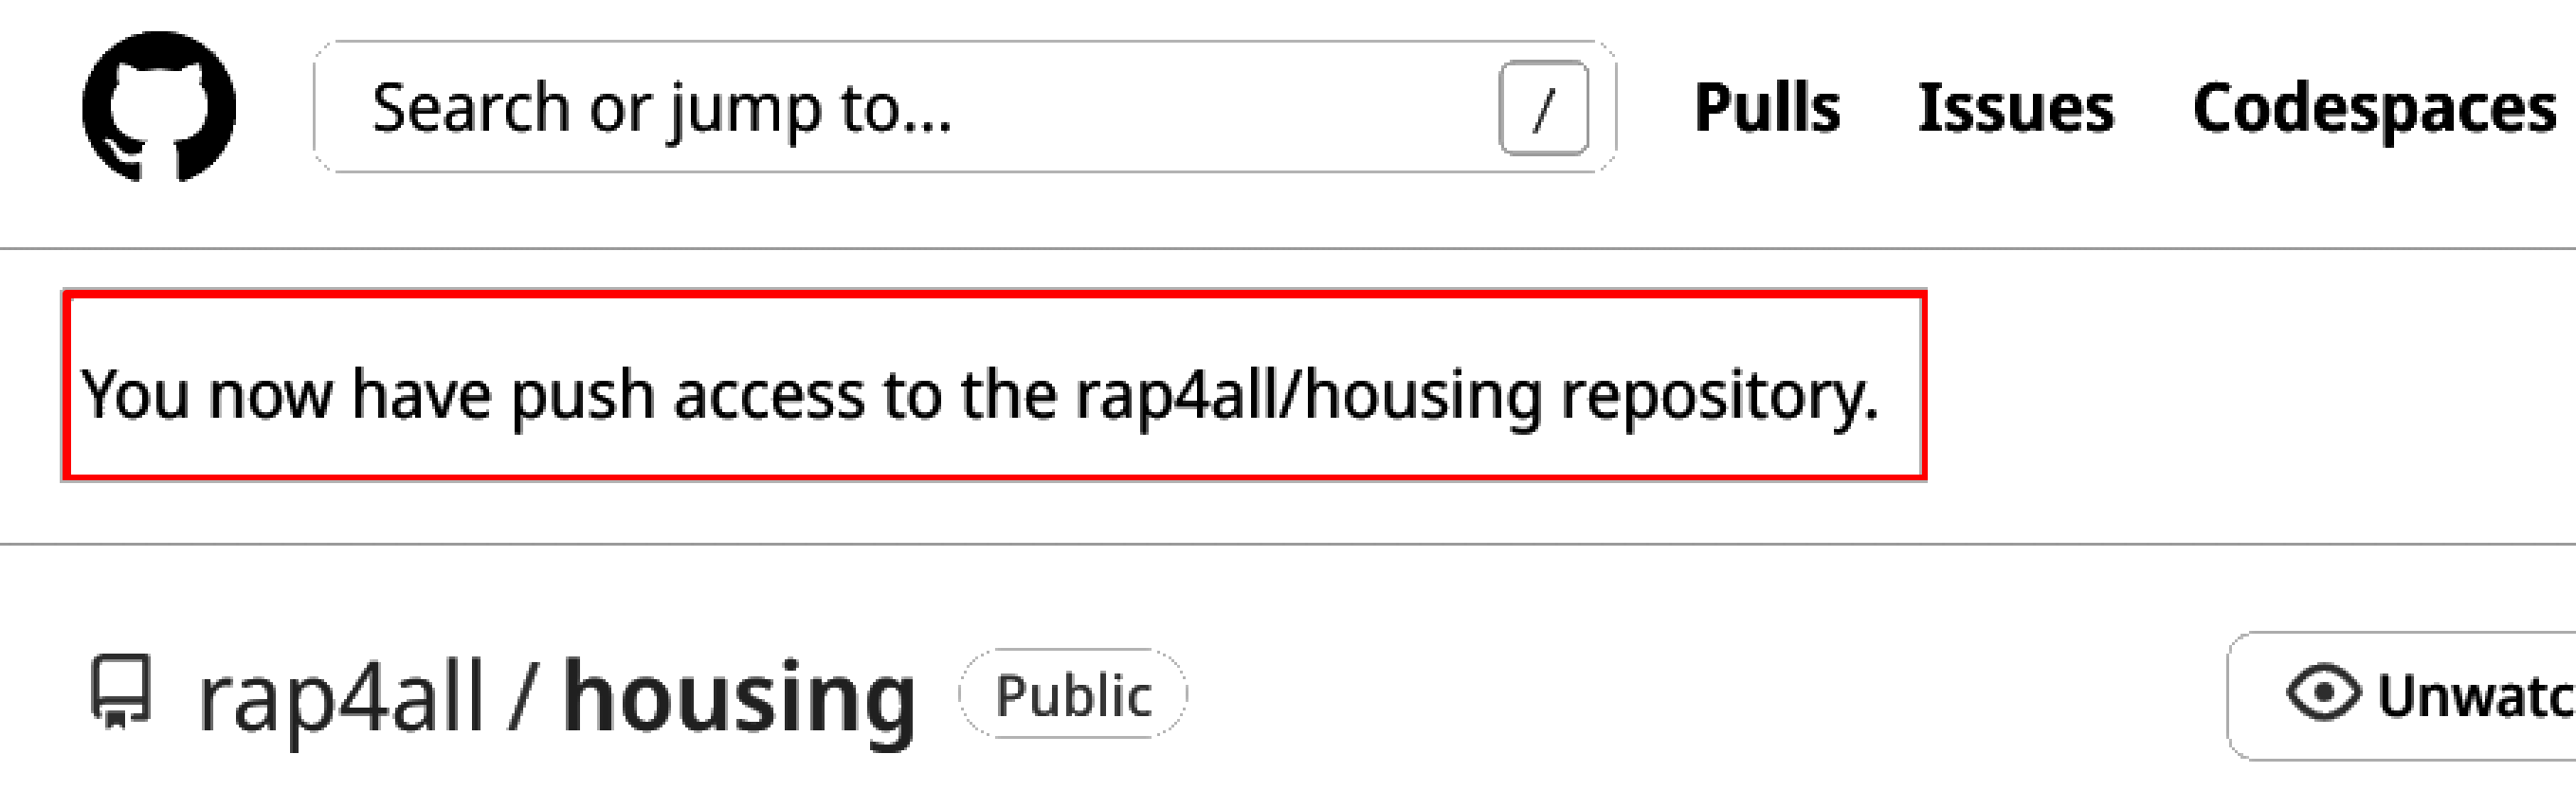 Search or jump to... / Pulls Issues Codespaces
You now have push access to the rap4all/housing repository.
rap4all / housing Public Unwatc